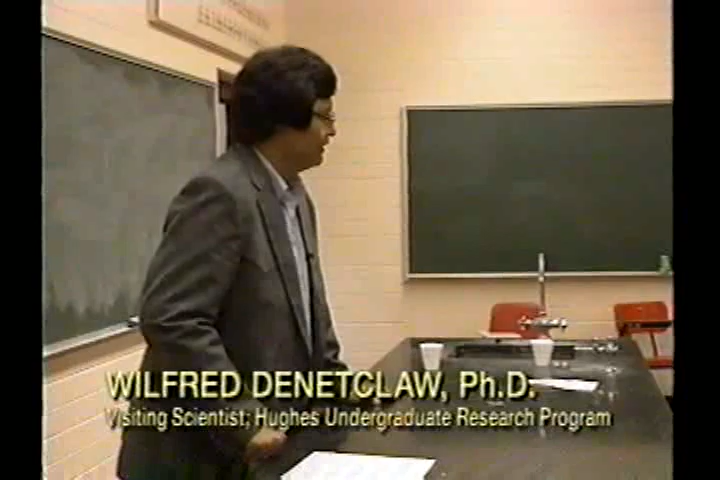 WILFRED DENETCLAW, Ph.D.
Visiting Scientist; Hughes Undergraduate Research Program